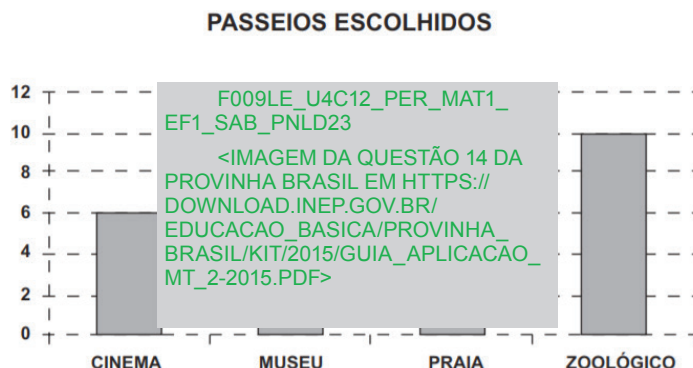 PASSEIOS ESCOLHIDOS
12
10
8
6
4
2
0
F009LE_U4C12_PER_MAT1_
EF1_SAB_PNLD23
<IMAGEM DA QUESTÃO 14 DA
PROVINHA BRASIL EM HTTPS://
DOWNLOAD.INEP.GOV.BR/
EDUCACAO_BASICA/PROVINHA_
BRASIL/KIT/2015/GUIA_APLICACAO_
MT_2-2015.PDF>
CINEMA MUSEU PRAIA ZOOLÓGICO